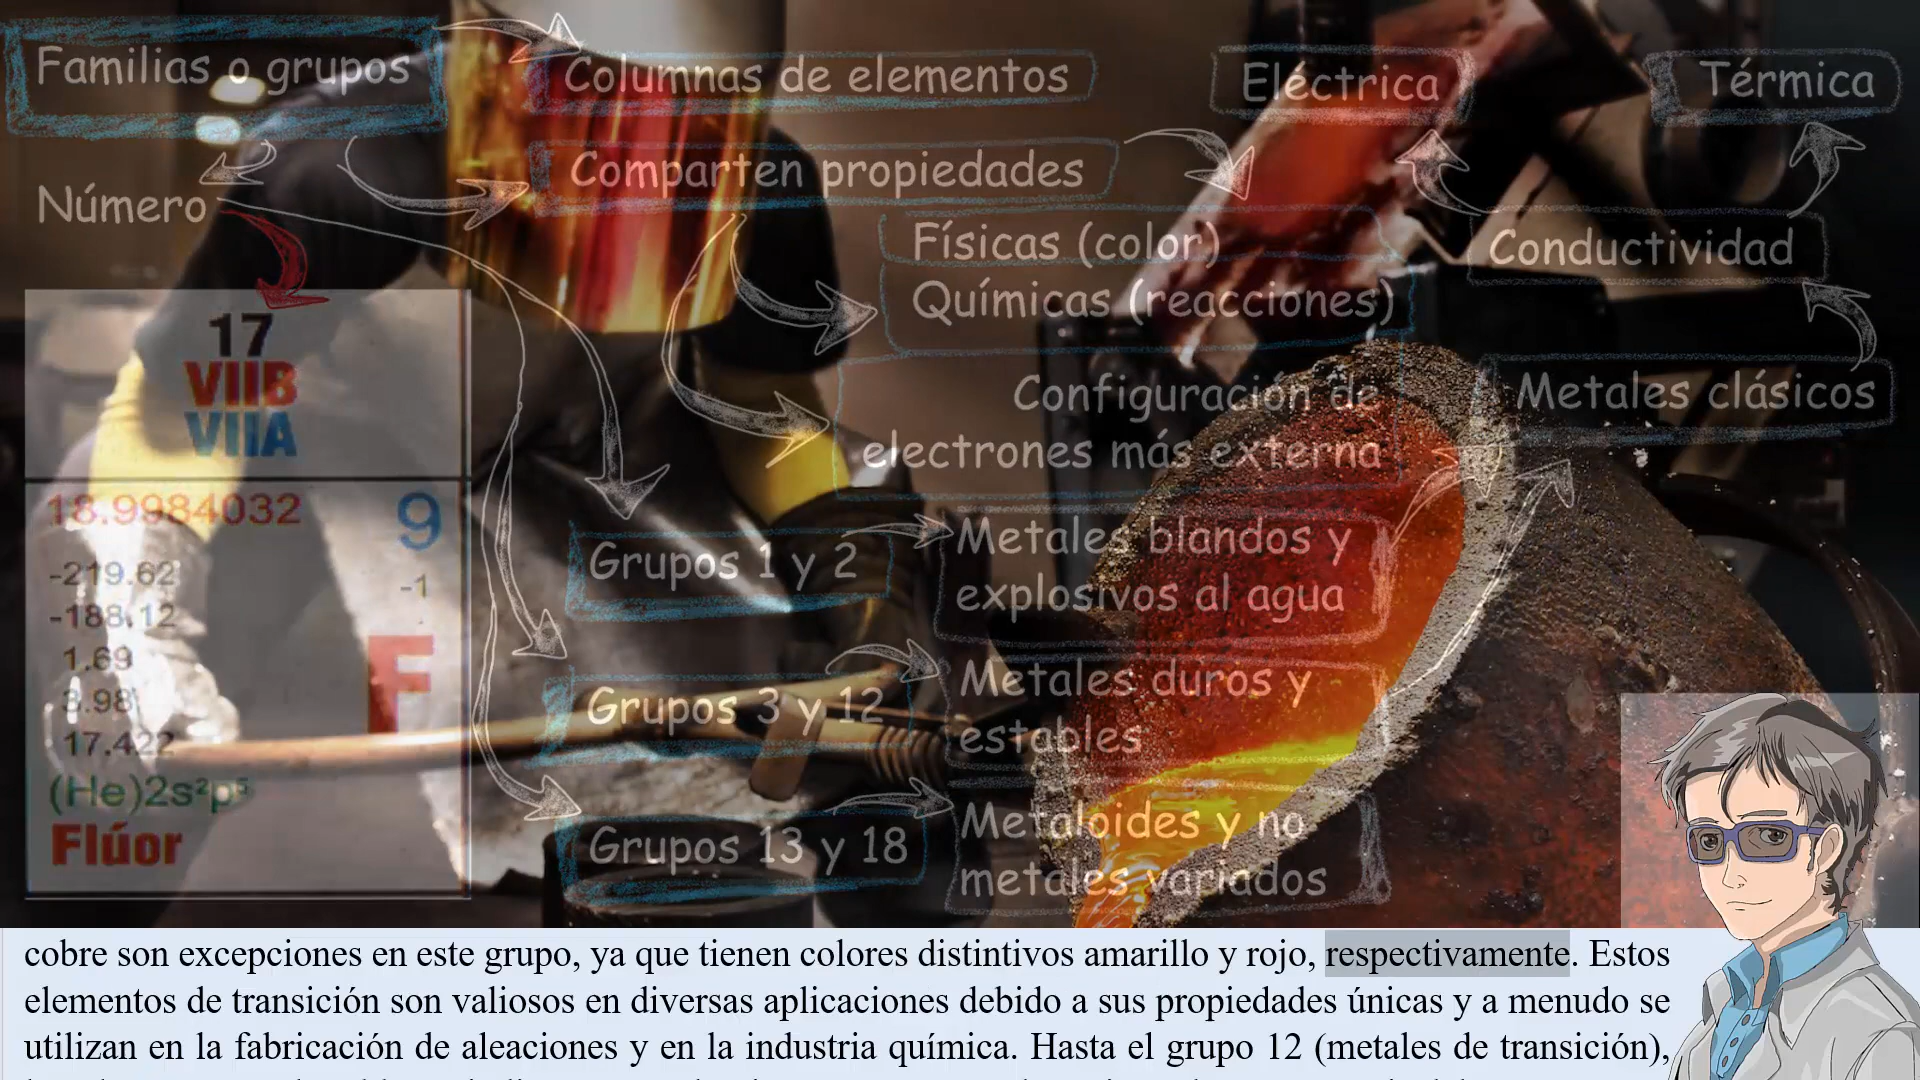 Familias o grupos
Columnas de elementos
Eléctrica
Térmica
Comparten propiedades
Número
Físicas (color)
Químicas (reacciones)
Conductividad
17
VIIB
VIIA
Configuración de
electrones más externa
Metales clásicos
18.9984032
9
-219.62
-1
-188.12
1.69
3.98
17.422
F
(He)2s²p⁵
Flúor
Grupos 1 y 2
Metales blandos y
explosivos al agua
Grupos 3 y 12
Metales duros y
estables
Grupos 13 y 18
Metaloides y no
metales variados
cobre son excepciones en este grupo, ya que tienen colores distintivos amarillo y rojo, respectivamente. Estos
elementos de transición son valiosos en diversas aplicaciones debido a sus propiedades únicas y a menudo se
utilizan en la fabricación de aleaciones y en la industria química. Hasta el grupo 12 (metales de transición),